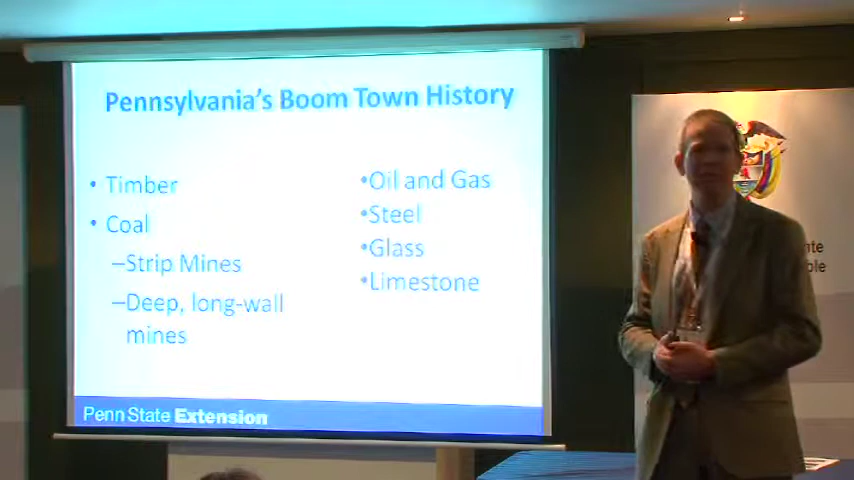 Pennsylvania's Boom Town History
• Timber
• Coal
–Strip Mines
–Deep, long-wall
mines
•Oil and Gas
•Steel
•Glass
•Limestone
Penn State Extension